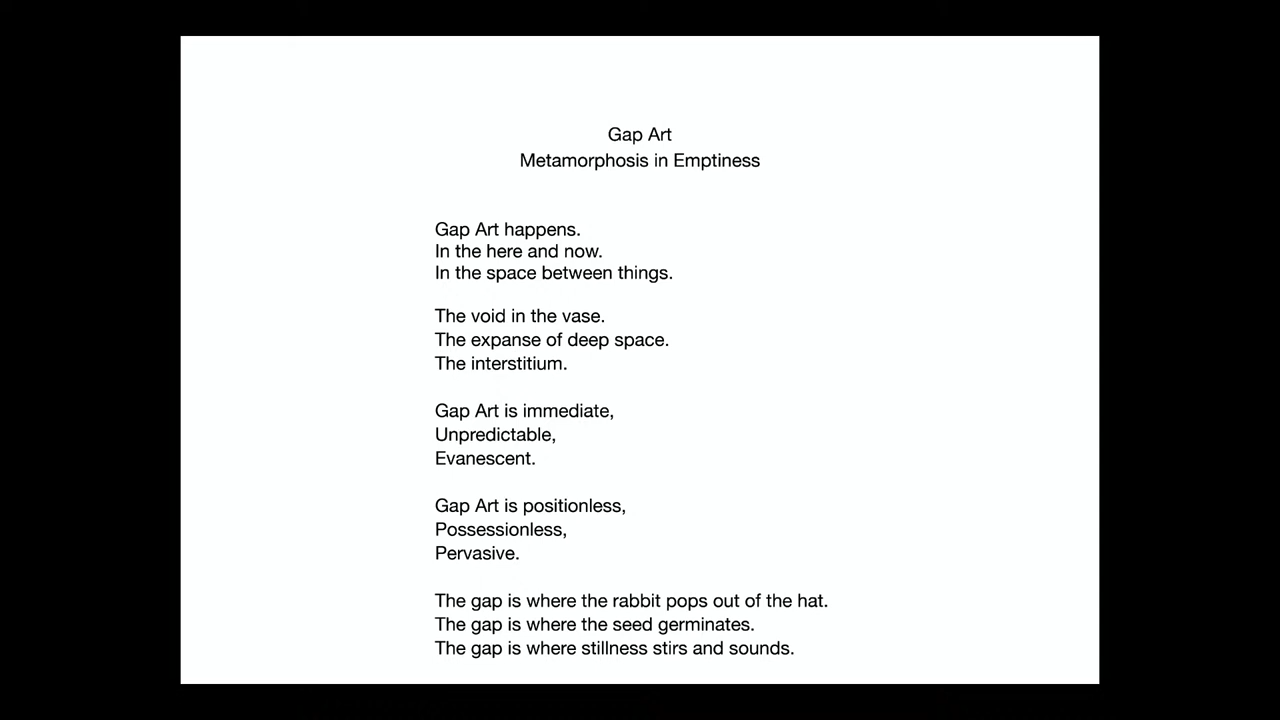 Gap Art
Metamorphosis in Emptiness
Gap Art happens.
In the here and now.
In the space between things.
The void in the vase.
The expanse of deep space.
The interstitium.
Gap Art is immediate,
Unpredictable,
Evanescent.
Gap Art is positionless,
Possessionless,
Pervasive.
The gap is where the rabbit pops out of the hat.
The gap is where the seed germinates.
The gap is where stillness stirs and sounds.